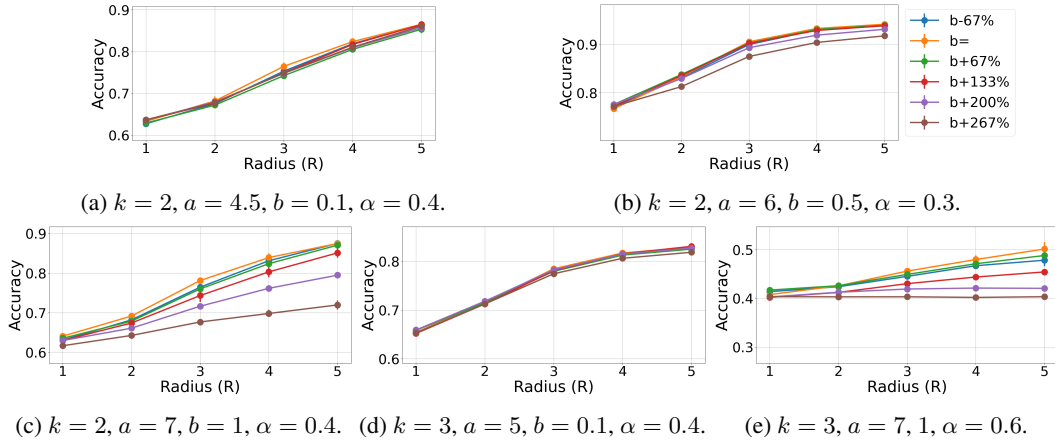 0.9
0.8
0.7
0.6
Accuracy
1 2 3 4 5
Radius (R)
0.9
0.8
Accuracy
1 2 3 4 5
Radius (R)
b-67%
b=
b+67%
b+133%
b+200%
b+267%
(a) k = 2, a = 4.5, b = 0.1, α = 0.4.
(b) k = 2, a = 6, b = 0.5, α = 0.3.
0.9
0.8
0.7
0.6
Accuracy
1 2 3 4 5
Radius (R)
0.8
0.7
0.6
Accuracy
1 2 3 4 5
Radius (R)
0.5
0.4
0.3
Accuracy
1 2 3 4 5
Radius (R)
(c) k = 2, a = 7, b = 1, α = 0.4.
(d) k = 3, a = 5, b = 0.1, α = 0.4.
(e) k = 3, a = 7, 1, α = 0.6.